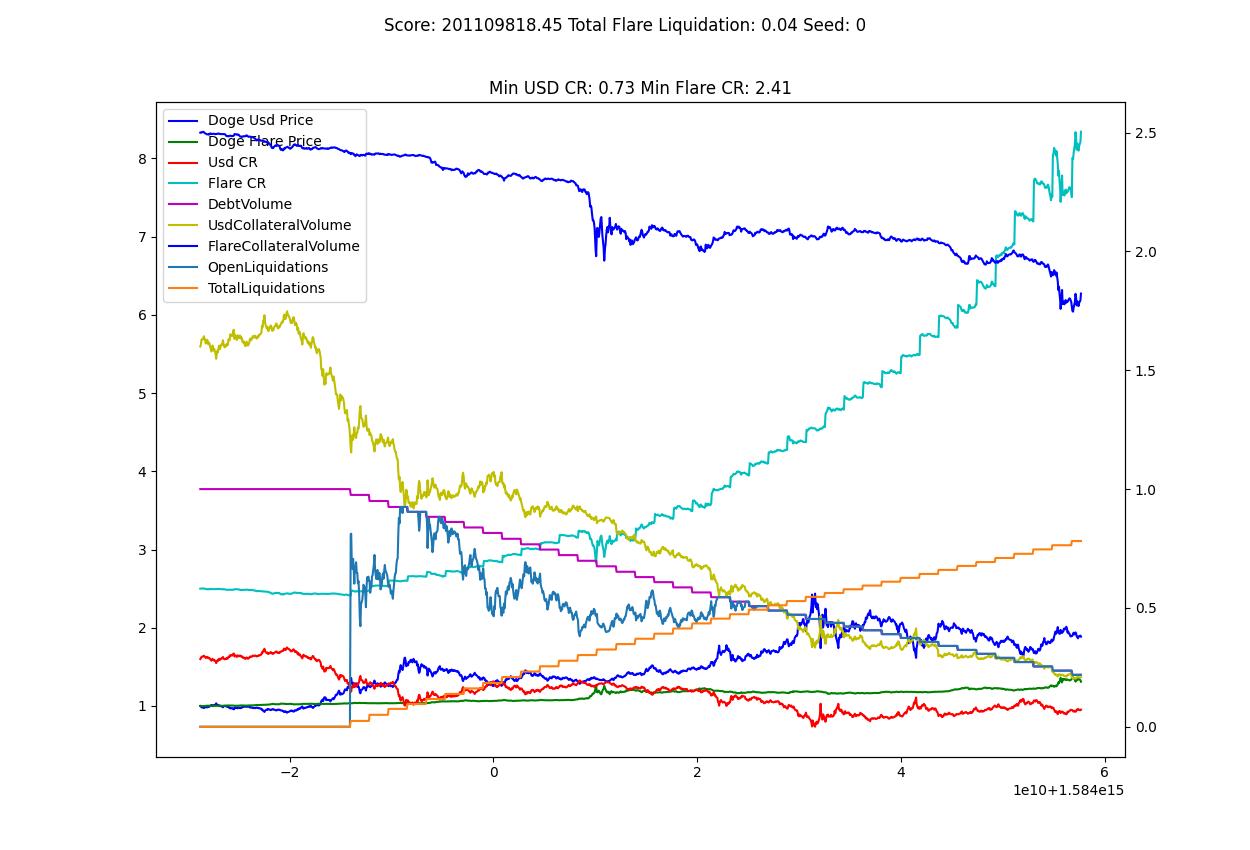 Score: 201109818.45 Total Flare Liquidation: 0.04 Seed: 0
Min USD CR: 0.73 Min Flare CR: 2.41
Doge Usd Price
Doge Flare Price
Usd CR
Flare CR
DebtVolume
UsdCollateralVolume
FlareCollateralVolume
OpenLiquidations
TotalLiquidations
8
7
6
5
4
3
2
1
2.5
2.0
1.5
1.0
0.5
0.0
−2 0 2 4 6
1e10+1.584e15